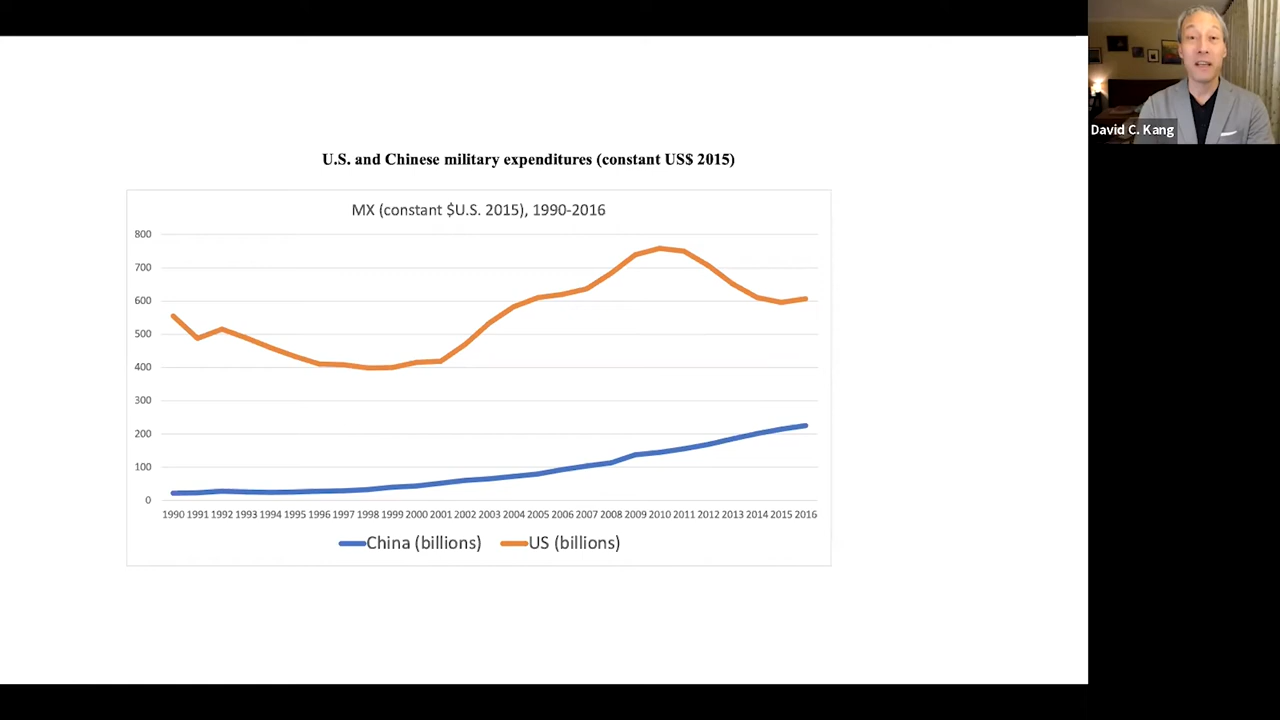 David C. Kang
U.S. and Chinese military expenditures (constant US$ 2015)
MX (constant $U.S. 2015), 1990-2016
800
700
600
500
400
300
200
100
0
1990 1991 1992 1993 1994 1995 1996 1997 1998 1999 2000 2001 2002 2003 2004 2005 2006 2007 2008 2009 2010 2011 2012 2013 2014 2015 2016
China (billions) US (billions)